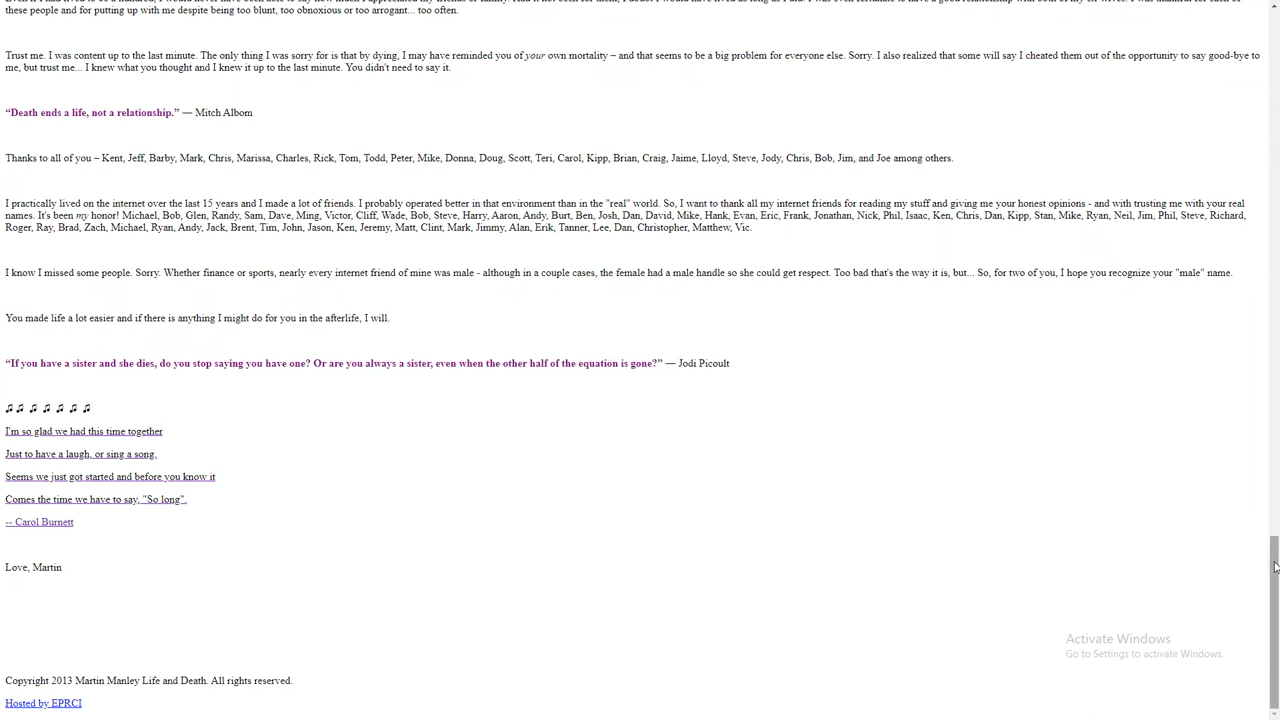 these people and for putting up with me despite being too blunt, too obnoxious or too arrogant... too often.
Trust me. I was content up to the last minute. The only thing I was sorry for is that by dying, I may have reminded you of your own mortality – and that seems to be a big problem for everyone else. Sorry. I also realized that some will say I cheated them out of the opportunity to say good-bye to
me, but trust me... I knew what you thought and I knew it up to the last minute. You didn't need to say it.
“Death ends a life, not a relationship.” — Mitch Albom
Thanks to all of you – Kent, Jeff, Barby, Mark, Chris, Marissa, Charles, Rick, Tom, Todd, Peter, Mike, Donna, Doug, Scott, Teri, Carol, Kipp, Brian, Craig, Jaime, Lloyd, Steve, Jody, Chris, Bob, Jim, and Joe among others.
I practically lived on the internet over the last 15 years and I made a lot of friends. I probably operated better in that environment than in the "real" world. So, I want to thank all my internet friends for reading my stuff and giving me your honest opinions - and with trusting me with your real
names. It's been my honor! Michael, Bob, Glen, Randy, Sam, Dave, Ming, Victor, Cliff, Wade, Bob, Steve, Harry, Aaron, Andy, Burt, Ben, Josh, Dan, David, Mike, Hank, Evan, Eric, Frank, Jonathan, Nick, Phil, Isaac, Ken, Chris, Dan, Kipp, Stan, Mike, Ryan, Neil, Jim, Phil, Steve, Richard,
Roger, Ray, Brad, Zach, Michael, Ryan, Andy, Jack, Brent, Tim, John, Jason, Ken, Jeremy, Matt, Clint, Mark, Jimmy, Alan, Erik, Tanner, Lee, Dan, Christopher, Matthew, Vic.
I know I missed some people. Sorry. Whether finance or sports, nearly every internet friend of mine was male - although in a couple cases, the female had a male handle so she could get respect. Too bad that's the way it is, but... So, for two of you, I hope you recognize your "male" name.
You made life a lot easier and if there is anything I might do for you in the afterlife, I will.
“If you have a sister and she dies, do you stop saying you have one? Or are you always a sister, even when the other half of the equation is gone?” — Jodi Picoult
♫ ♫ ♫ ♫ ♫ ♫ ♫
I'm so glad we had this time together
Just to have a laugh, or sing a song.
Seems we just got started and before you know it
Comes the time we have to say, "So long".
-- Carol Burnett
Love, Martin
Activate Windows
Go to Settings to activate Windows.
Copyright 2013 Martin Manley Life and Death. All rights reserved.
Hosted by EPRCI